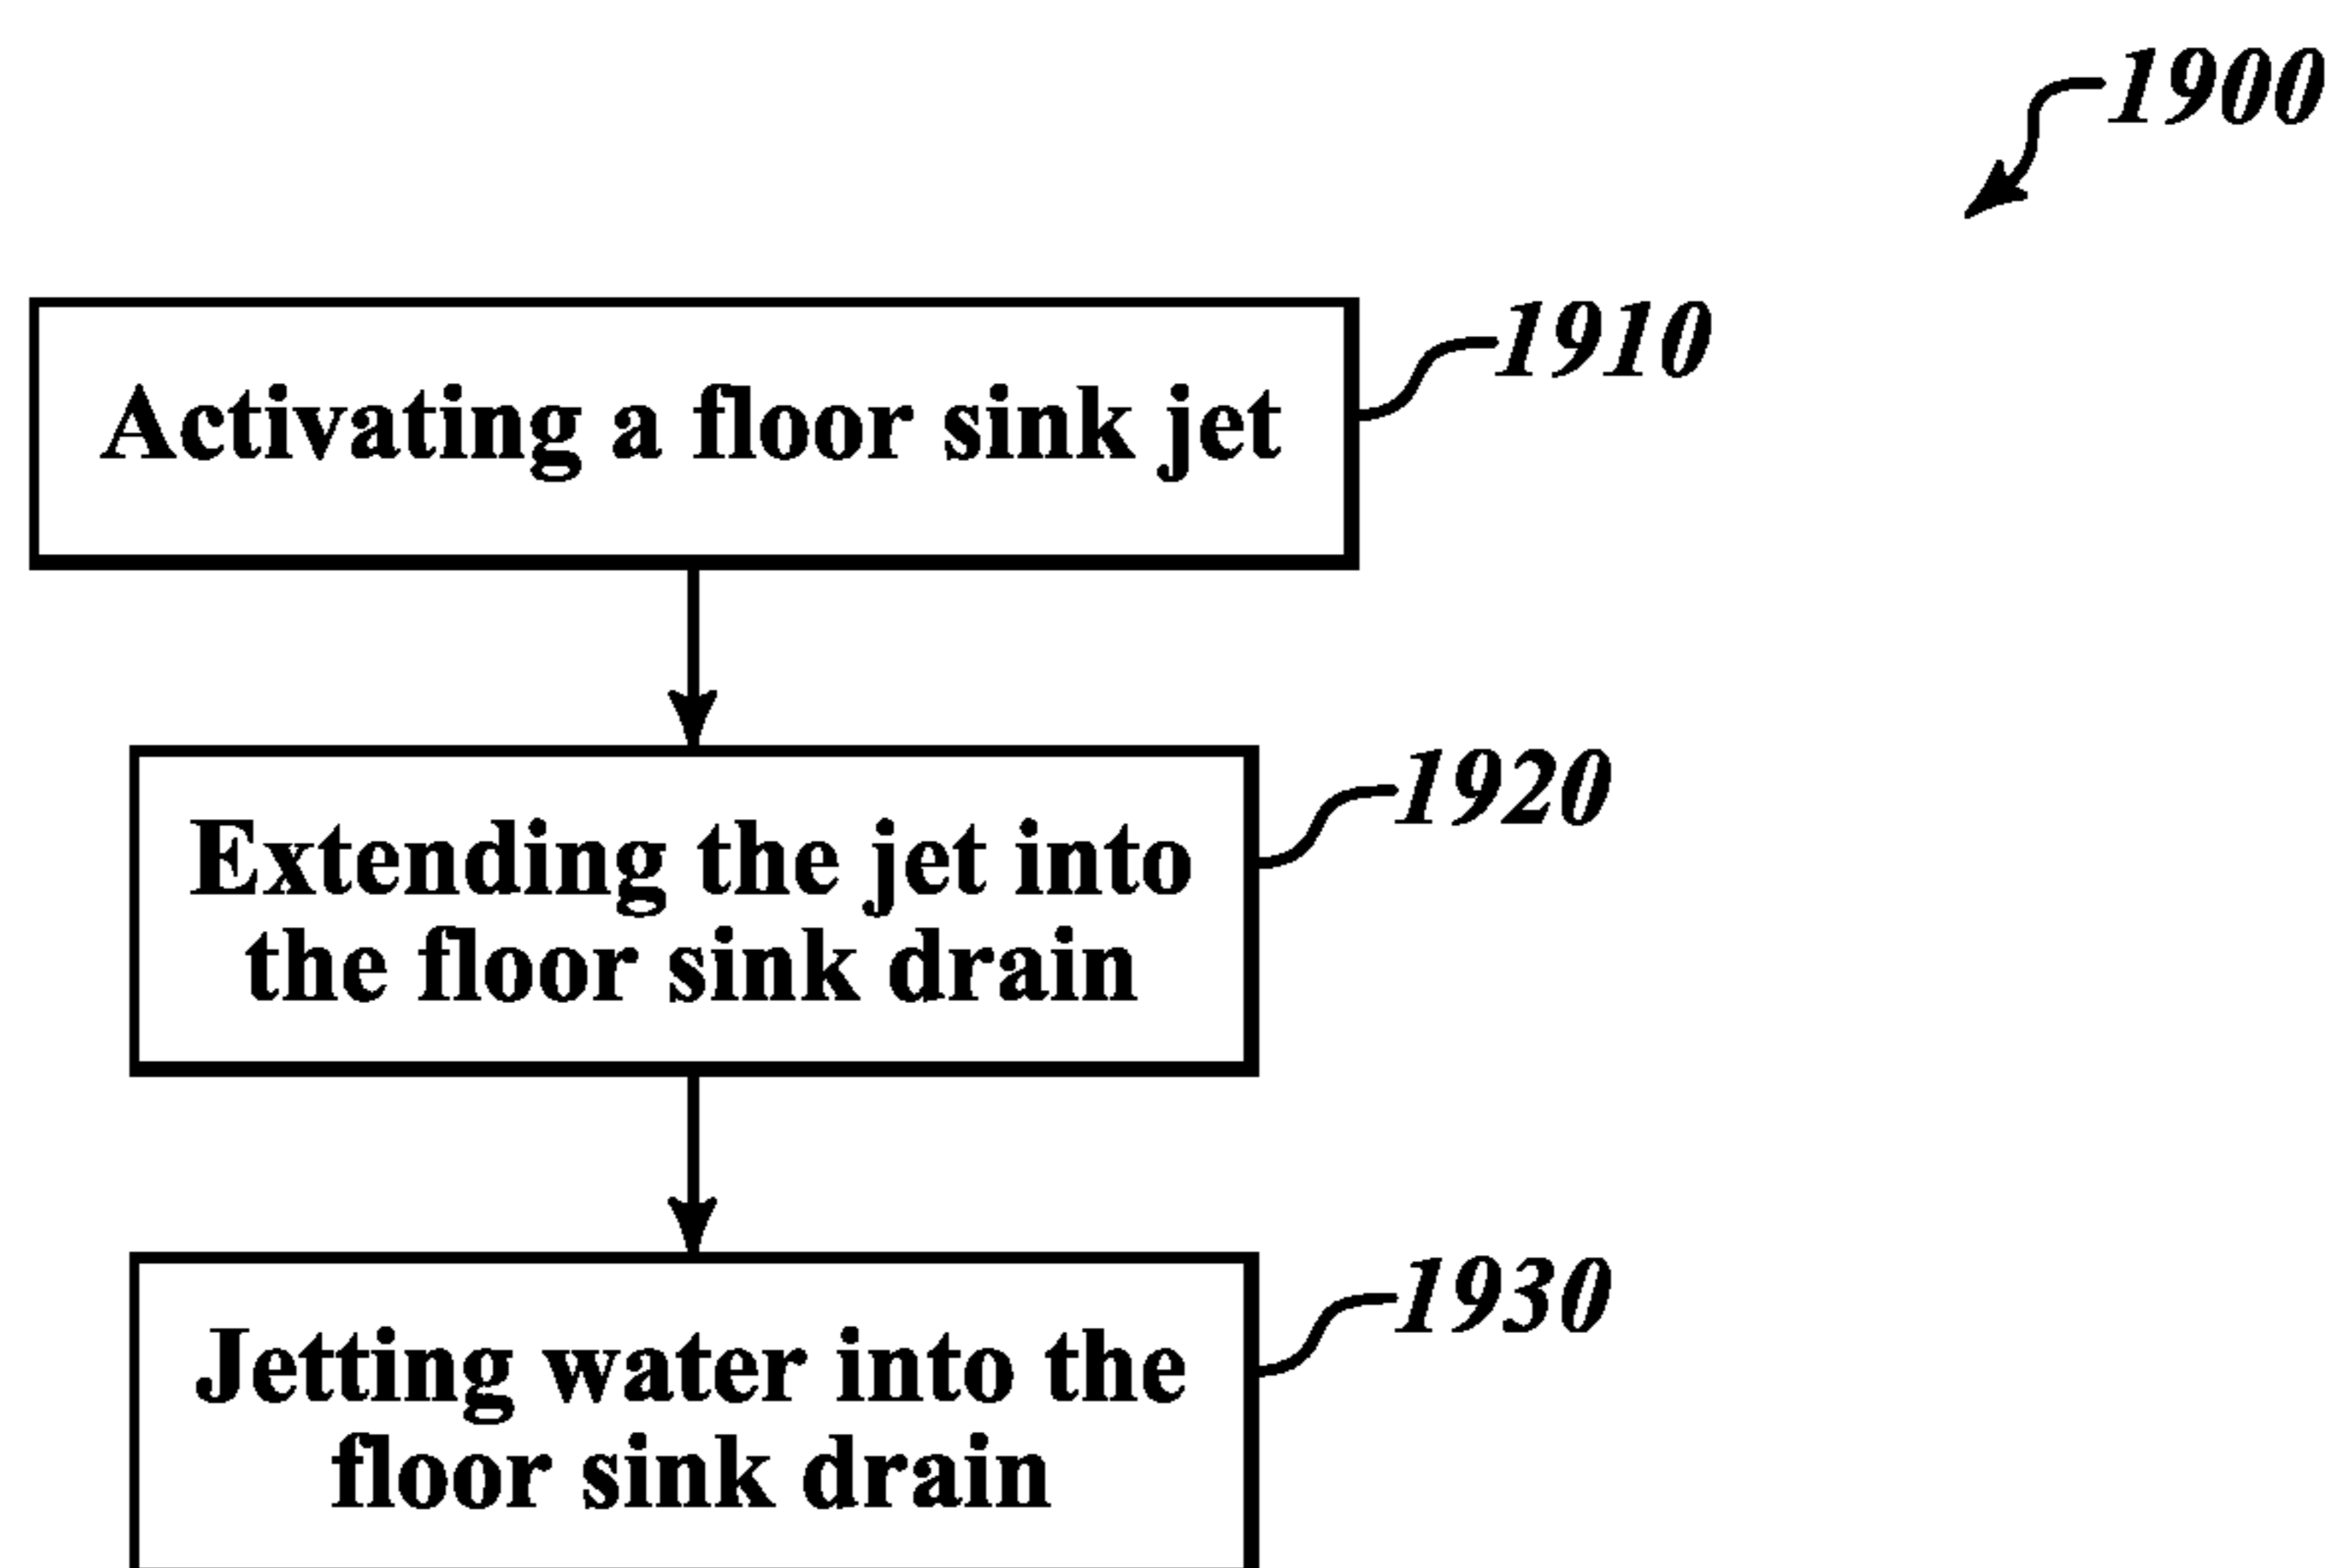 1900
Activating a floor sink jet
1910
Extending the jet into
the floor sink drain
1920
Jetting water into the
floor sink drain
1930